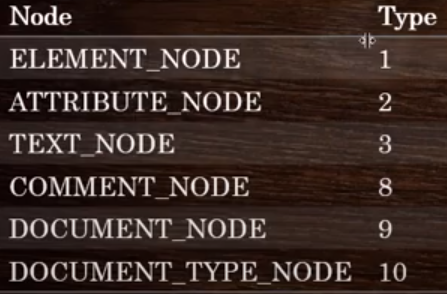 Node Type
ELEMENT_NODE 1
ATTRIBUTE_NODE 2
TEXT_NODE 3
COMMENT_NODE 8
DOCUMENT_NODE 9
DOCUMENT_TYPE_NODE 10